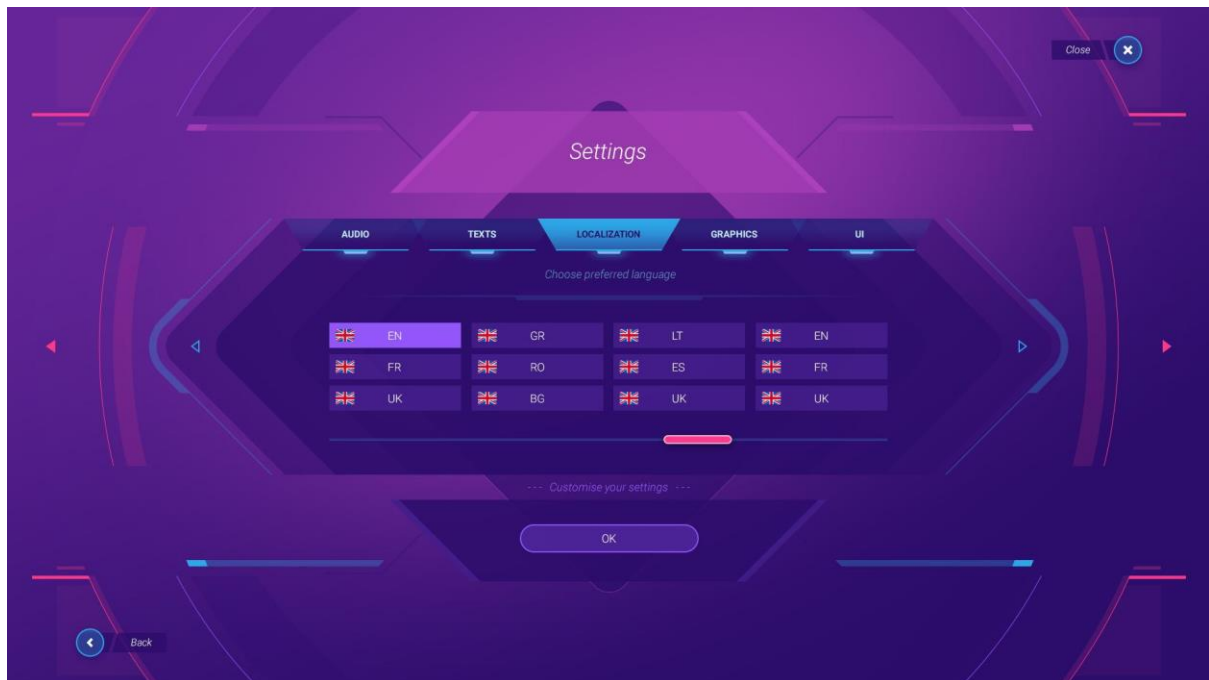 Close
Settings
AUDIO TEXTS LOCALIZATION GRAPHICS UI
Choose preferred language
EN GR LT EN
FR RO ES FR
UK BG UK UK
--- Customise your settings ---
OK
Back